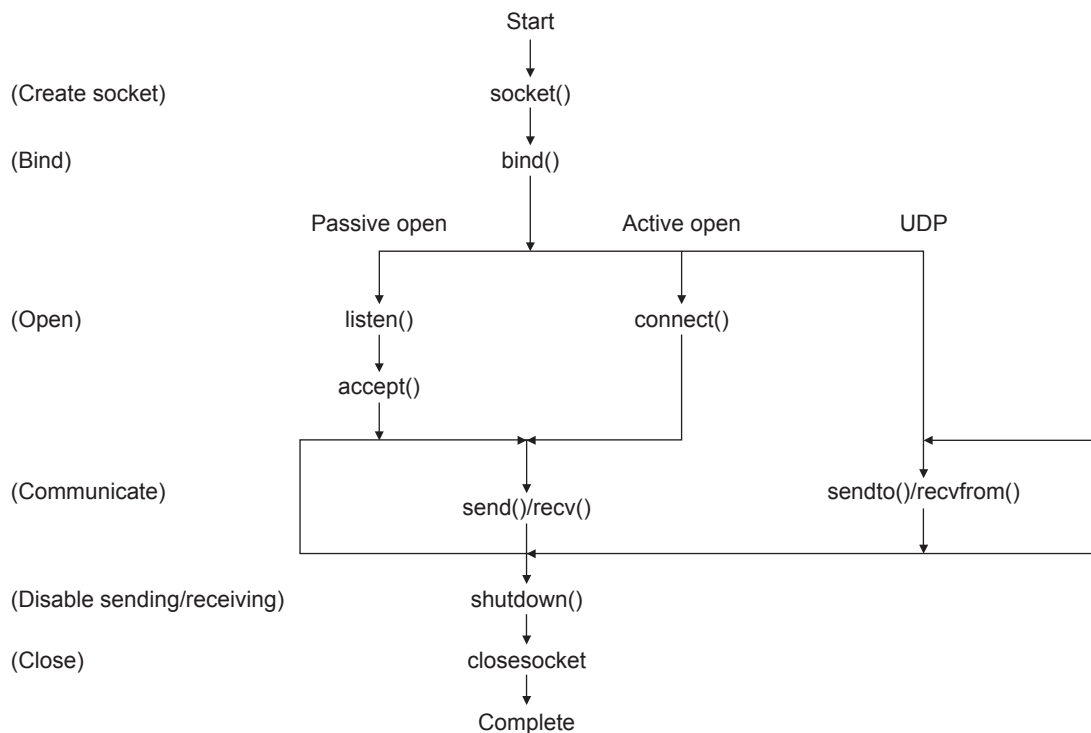 Start
(Create socket) socket()
(Bind) bind()
Passive open Active open UDP
(Open) listen() connect()
accept()
(Communicate) send()/recv() sendto()/recvfrom()
(Disable sending/receiving) shutdown()
(Close) closesocket
Complete